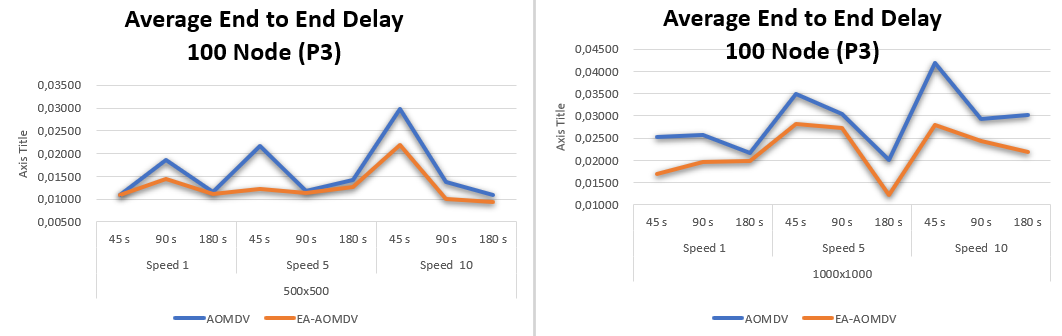 Average End to End Delay
100 Node (P3)
0,03500
0,03000
0,02500
0,02000
0,01500
0,01000
0,00500
Axis Title
45 s 90 s 180 s 45 s 90 s 180 s 45 s 90 s 180 s
Speed 1 Speed 5 Speed 10
500x500
AOMDV EA-AOMDV
Average End to End Delay
100 Node (P3)
0,04500
0,04000
0,03500
0,03000
0,02500
0,02000
0,01500
0,01000
Axis Title
45 s 90 s 180 s 45 s 90 s 180 s 45 s 90 s 180 s
Speed 1 Speed 5 Speed 10
1000x1000
AOMDV EA-AOMDV